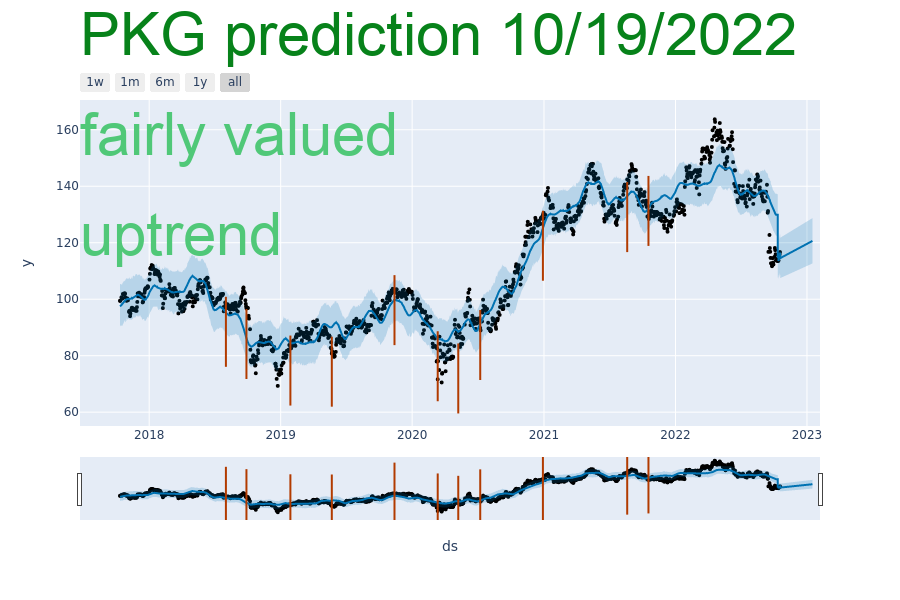 PKG prediction 10/19/2022
1w 1m 6m 1y all
fairly valued
uptrend
160
140
120
100
80
60
y
2018 2019 2020 2021 2022 2023
ds